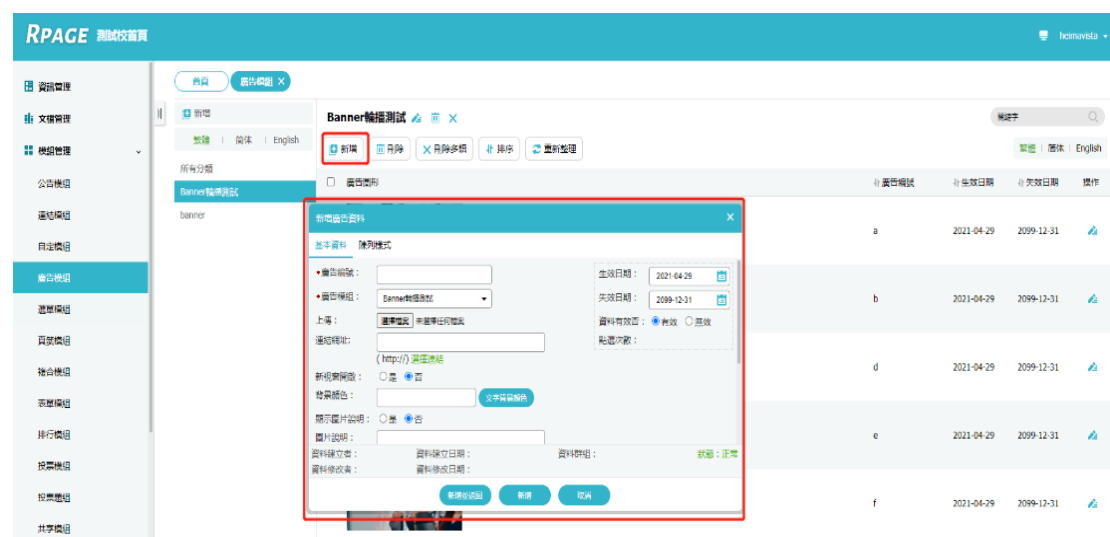 RPAGE 測試校首頁
heimavista
資訊管理
文檔管理
模組管理
公告模組
連結模組
自定模組
廣告模組
選單模組
頁籤模組
複合模組
表單模組
排行模組
投票模組
投票題組
共享模組
首頁
廣告模組 X
新增
繁體 | 简体 | English
所有分類
Banner輪播測試
banner
Banner輪播測試
關鍵字
新增
刪除
刪除多語
排序
重新整理
繁體 | 简体 | English
廣告圖形 廣告編號 生效日期 失效日期 操作
a 2021-04-29 2099-12-31
b 2021-04-29 2099-12-31
d 2021-04-29 2099-12-31
e 2021-04-29 2099-12-31
f 2021-04-29 2099-12-31
新增廣告資料
基本資料 陳列樣式
廣告編號：
廣告模組： Banner輪播測試
上傳： 選擇檔案 未選擇任何檔案
連結網址：
( http://) 選擇連結
新視窗開啟： 是 否
背景顏色： 文字背景顏色
顯示圖片說明： 是 否
圖片說明：
生效日期： 2021-04-29
失效日期： 2099-12-31
資料有效否： 有效 無效
點選次數：
資料建立者： 資料建立日期： 資料群組： 狀態：正常
資料修改者： 資料修改日期：
新增並返回 新增 取消